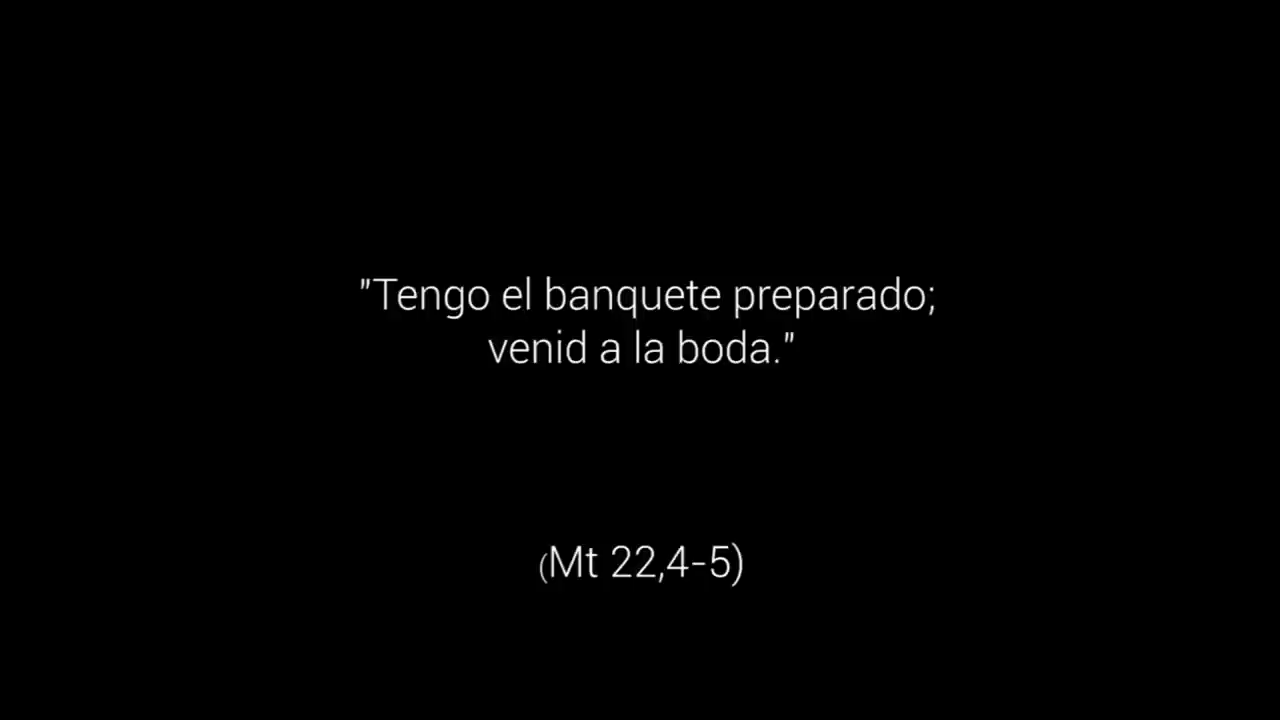 "Tengo el banquete preparado;
venid a la boda."
(Mt 22,4-5)